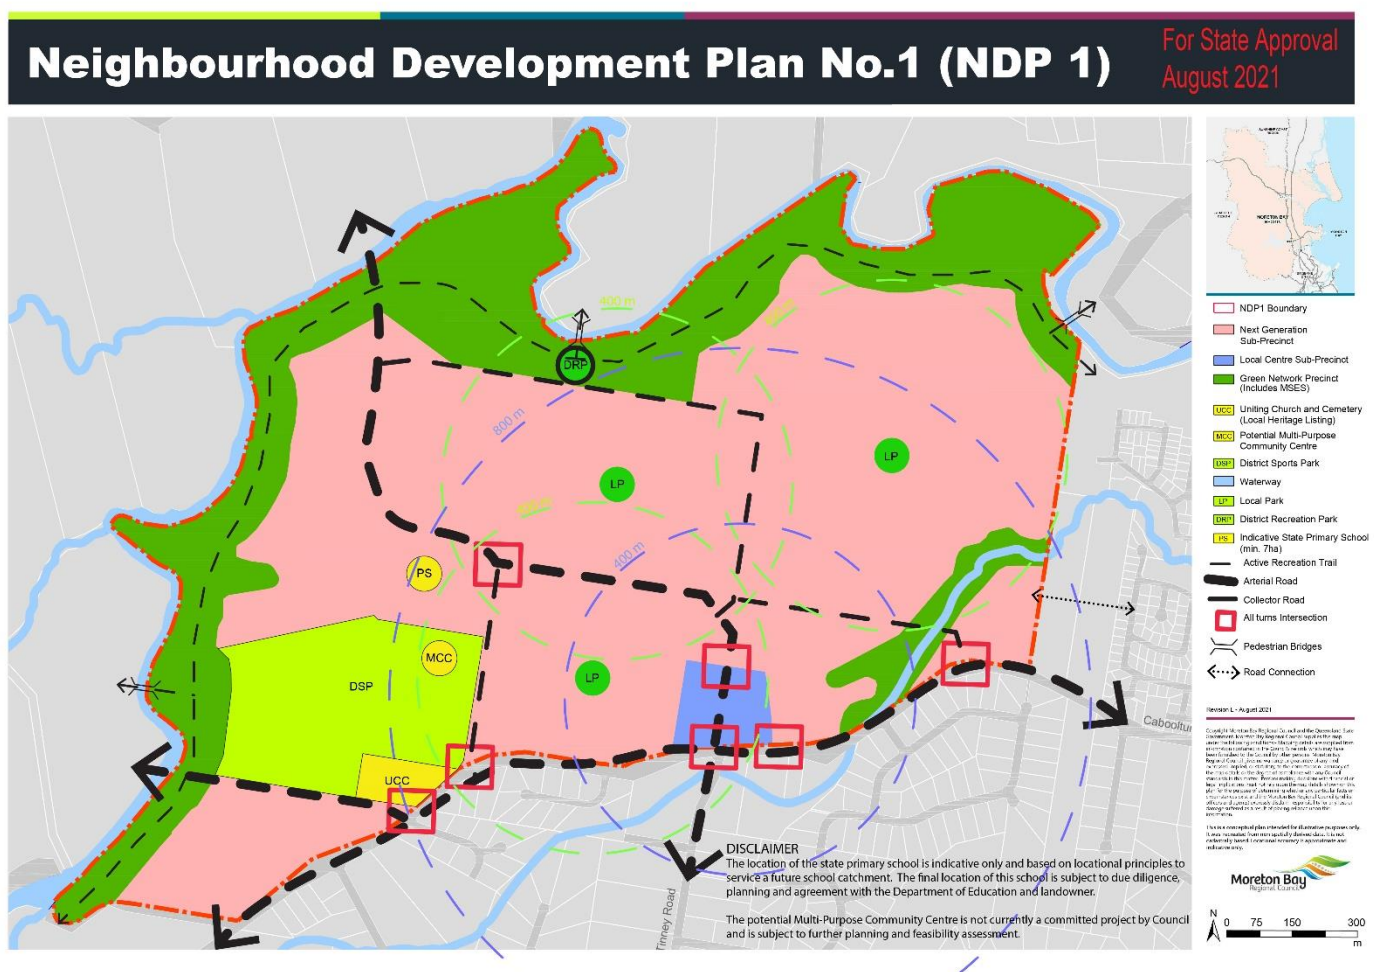 Neighbourhood Development Plan No.1 (NDP 1)
For State Approval
August 2021
400 m
DRP
800 m
LP
LP
400 m
PS
MCC
DSP
LP
UCC
Tinney Road
DISCLAIMER
The location of the state primary school is indicative only and based on locational principles to
service a future school catchment. The final location of this school is subject to due diligence,
planning and agreement with the Department of Education and landowner.
The potential Multi-Purpose Community Centre is not currently a committed project by Council
and is subject to further planning and feasibility assessment.
NDP1 Boundary
Next Generation
Sub-Precinct
Local Centre Sub-Precinct
Green Network Precinct
(Includes MSES)
UCC Uniting Church and Cemetery
(Local Heritage Listing)
MCC Potential Multi-Purpose
Community Centre
DSP District Sports Park
Waterway
LP Local Park
DRP District Recreation Park
PS Indicative State Primary School
(min. 7ha)
Active Recreation Trail
Arterial Road
Collector Road
All turns Intersection
Pedestrian Bridges
Road Connection
Revision L - August 2021
Moreton Bay
Regional Council
N
0 75 150 300
m